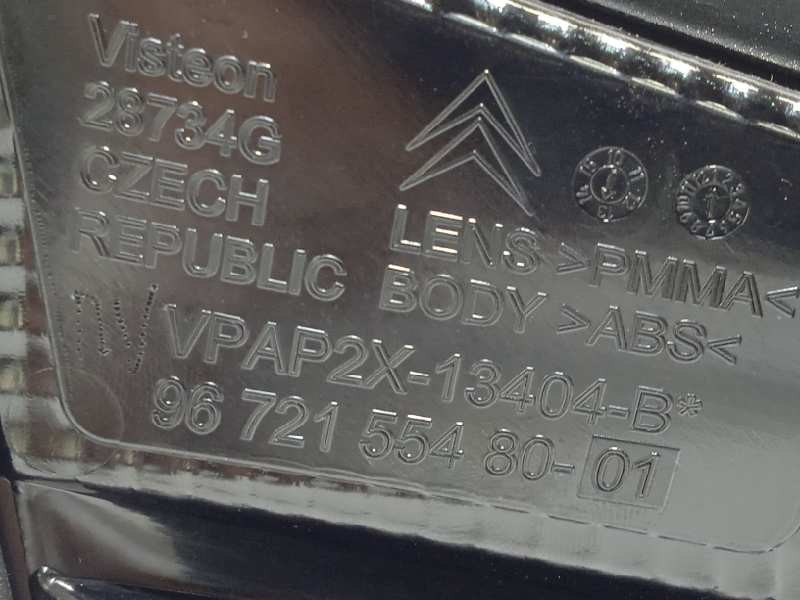 Visteon
28734G
CZECH
REPUBLIC
LENS >PMMA<
BODY >ABS<
VPAP2X-13404-B*
96 721 554 80-01